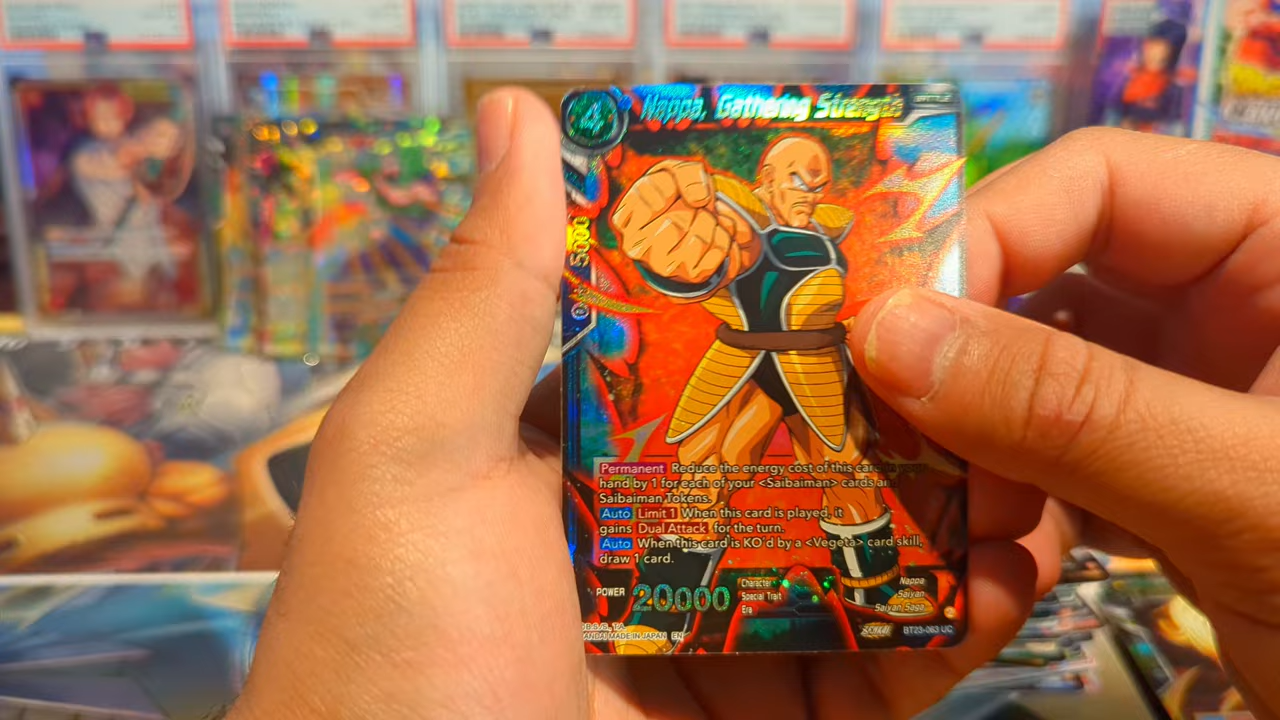 4
Nappa, Gathering Strength
BATTLE
5000
Permanent Reduce the energy cost of this card
hand by 1 for each of your <Saibaiman> cards
Saibaiman Tokens.
Auto Limit 1 When this card is played, it
gains Dual Attack for the turn.
Auto When this card is KO'd by a <Vegeta> card skill,
draw 1 card.
POWER 20000
Character Nappa
Special Trait Saiyan
Era Saiyan Saga
MADE IN JAPAN EN
BT23-063 UC